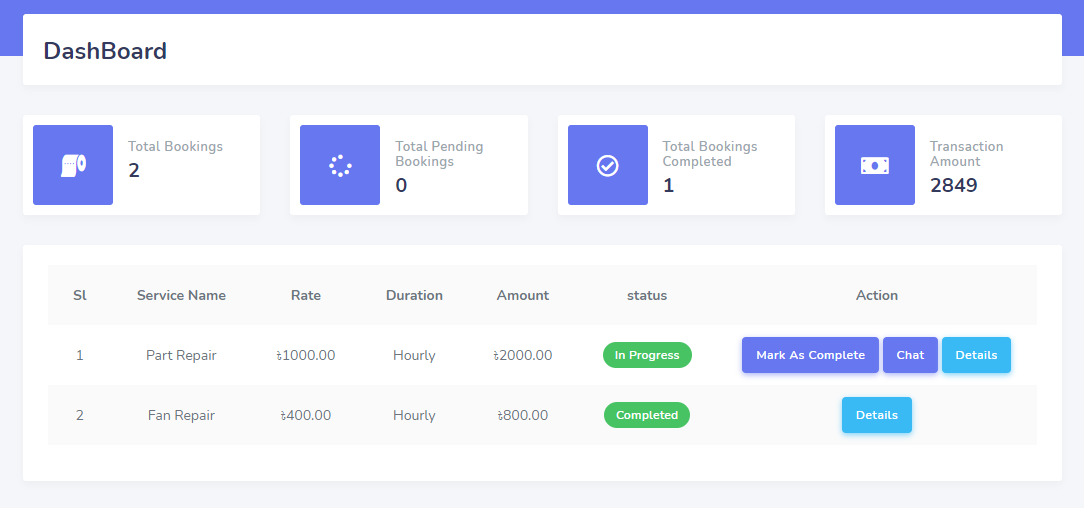 DashBoard
Total Bookings
2
Total Pending
Bookings
0
Total Bookings
Completed
1
Transaction
Amount
2849
Sl Service Name Rate Duration Amount status Action
1 Part Repair ৳1000.00 Hourly ৳2000.00 In Progress Mark As Complete Chat Details
2 Fan Repair ৳400.00 Hourly ৳800.00 Completed Details